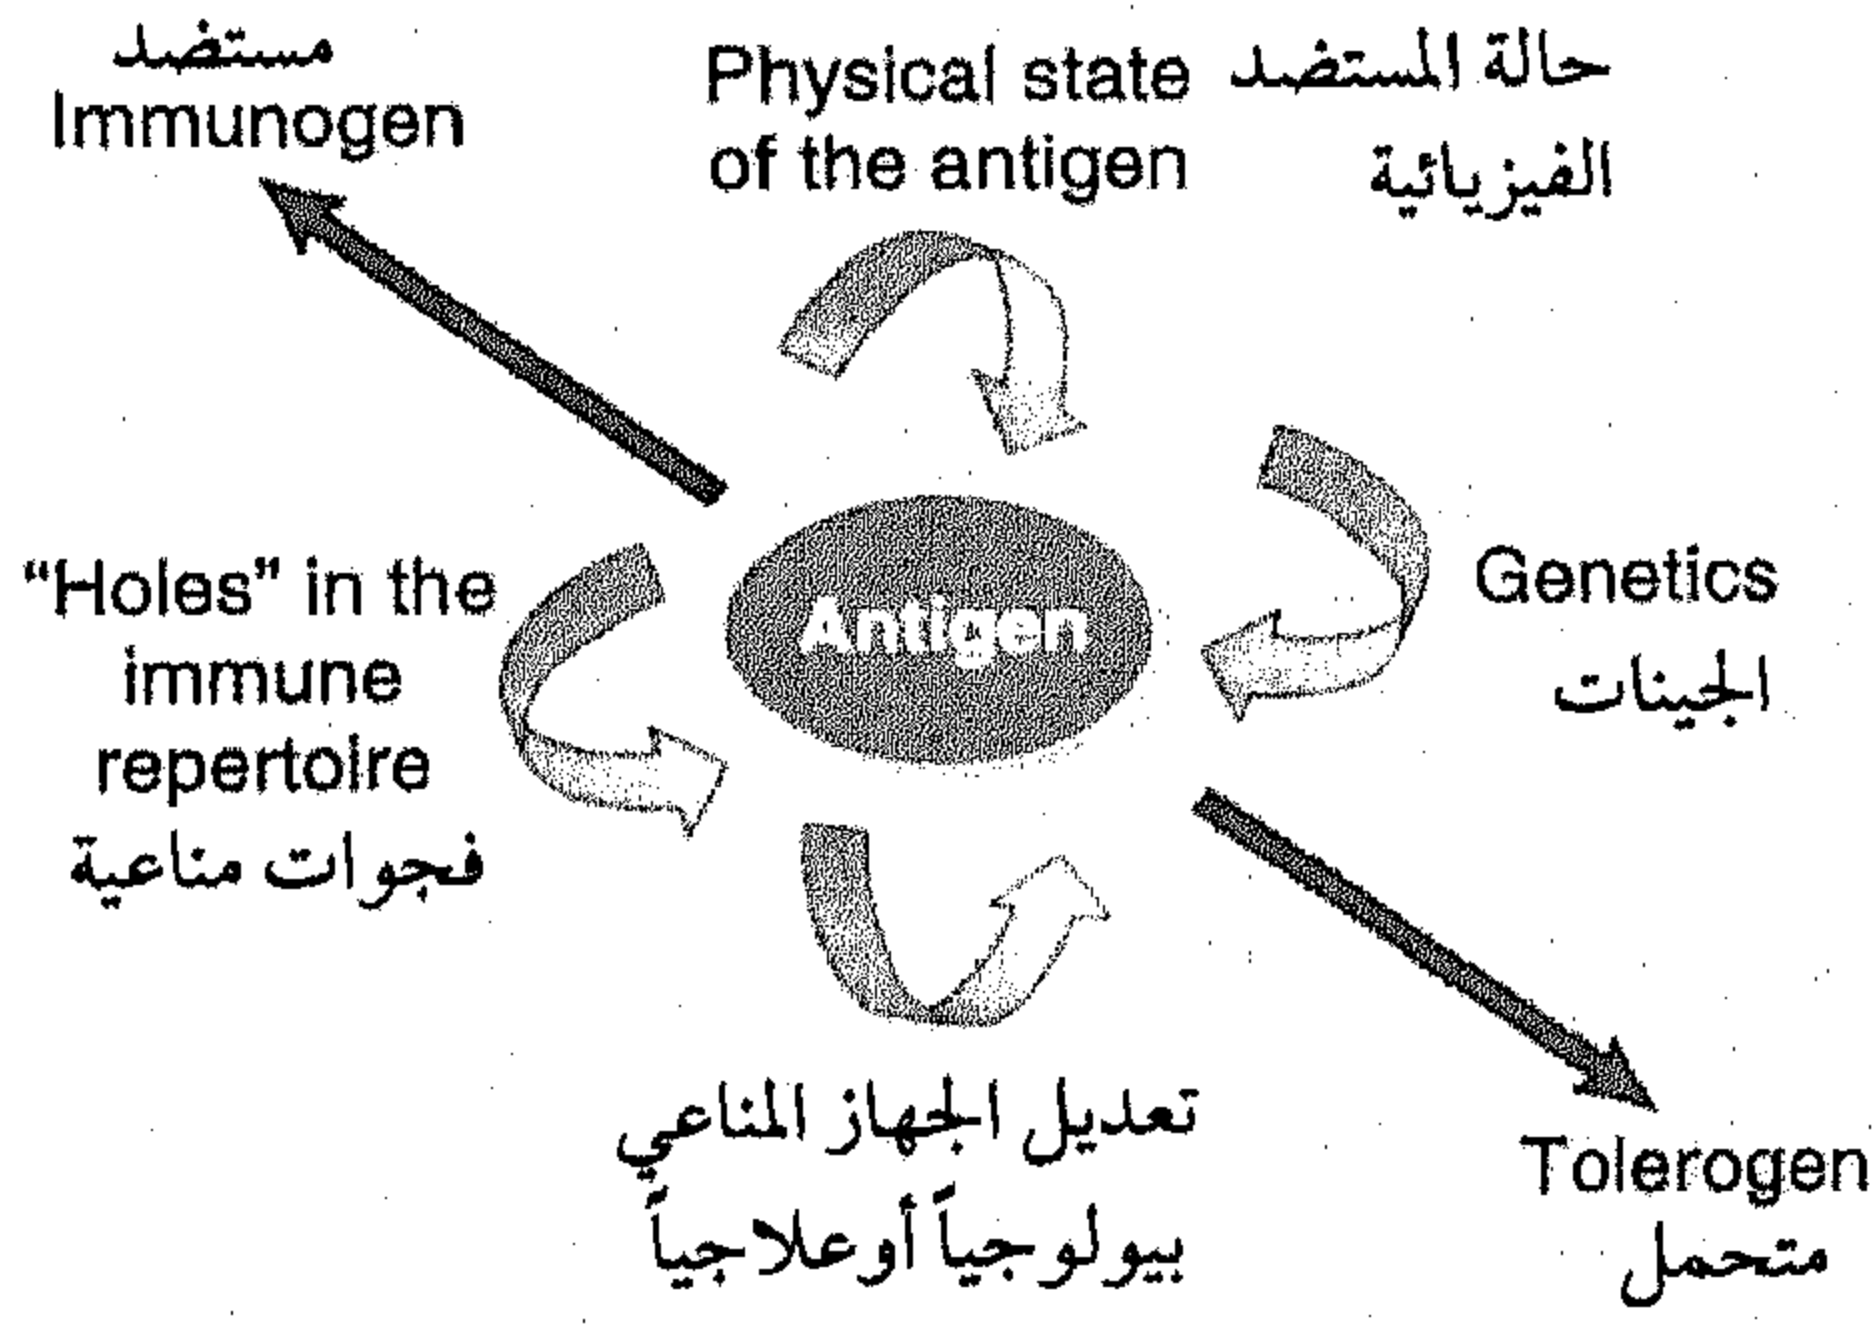 مستضد
Immunogen
Physical state حالة المستضد
of the antigen الفيزيائية
Antigen
Genetics
الجينات
“Holes” in the
immune
repertoire
فجوات مناعية
تعديل الجهاز المناعي
بيولوجياً أوعلاجياً
Tolerogen
متحمل